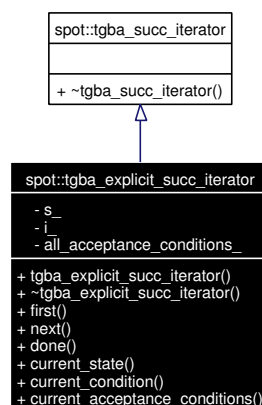 spot::tgba_succ_iterator
+ ~tgba_succ_iterator()
spot::tgba_explicit_succ_iterator
- s_
- i_
- all_acceptance_conditions_
+ tgba_explicit_succ_iterator()
+ ~tgba_explicit_succ_iterator()
+ first()
+ next()
+ done()
+ current_state()
+ current_condition()
+ current_acceptance_conditions()